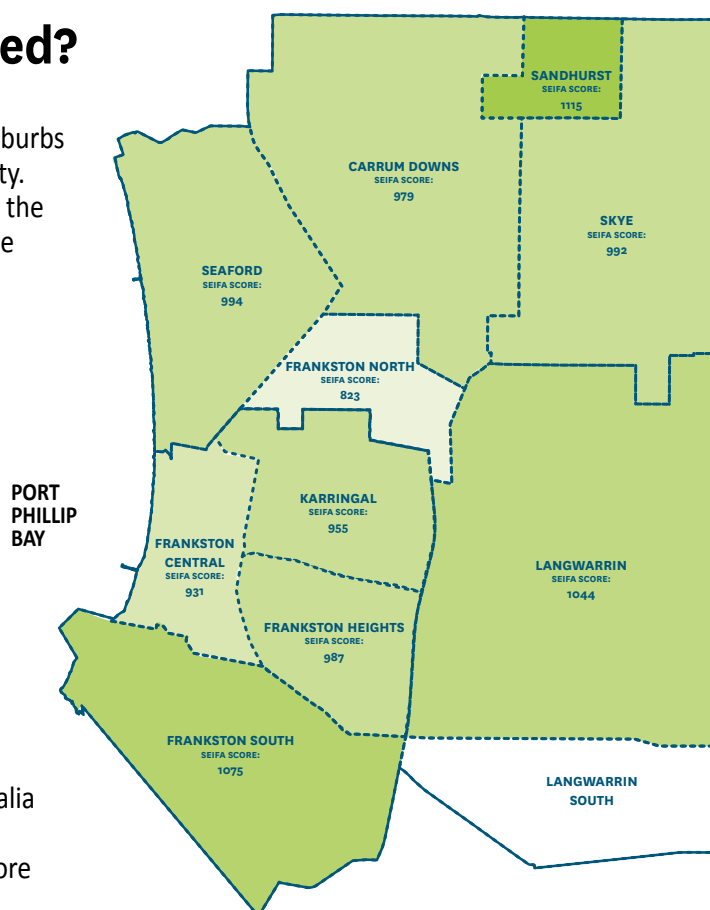 ed?
burbs
ty.
the
e
SANDHURST
SEIFA SCORE:
1115
CARRUM DOWNS
SEIFA SCORE:
979
SKYE
SEIFA SCORE:
992
SEAFORD
SEIFA SCORE:
994
FRANKSTON NORTH
SEIFA SCORE:
823
PORT
PHILLIP
BAY
KARRINGAL
SEIFA SCORE:
955
FRANKSTON
CENTRAL
SEIFA SCORE:
931
LANGWARRIN
SEIFA SCORE:
1044
FRANKSTON HEIGHTS
SEIFA SCORE:
987
FRANKSTON SOUTH
SEIFA SCORE:
1075
LANGWARRIN
SOUTH
alia
ore